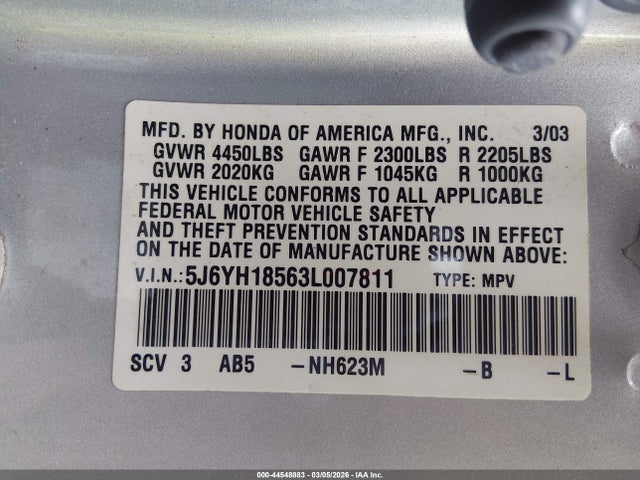 MFD. BY HONDA OF AMERICA MFG., INC. 3/03
GVWR 4450LBS GAWR F 2300LBS R 2205LBS
GVWR 2020KG GAWR F 1045KG R 1000KG
THIS VEHICLE CONFORMS TO ALL APPLICABLE
FEDERAL MOTOR VEHICLE SAFETY
AND THEFT PREVENTION STANDARDS IN EFFECT
ON THE DATE OF MANUFACTURE SHOWN ABOVE:
V.I.N.:5J6YH18563L007811 TYPE: MPV
SCV 3 AB5 -NH623M -B -L
000-44548883 - 03/05/2026 - IAA Inc.